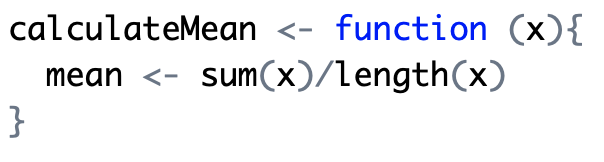 calculateMean <- function (x){
  mean <- sum(x)/length(x)
}